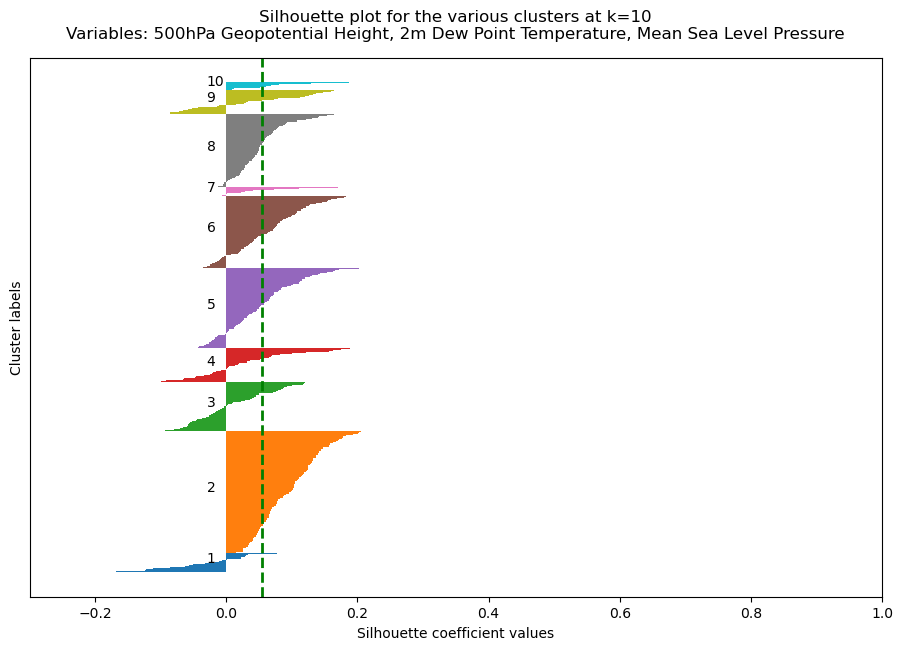 Silhouette plot for the various clusters at k=10
Variables: 500hPa Geopotential Height, 2m Dew Point Temperature, Mean Sea Level Pressure
10
9
8
7
6
5
4
3
2
1
Cluster labels
−0.2 0.0 0.2 0.4 0.6 0.8 1.0
Silhouette coefficient values